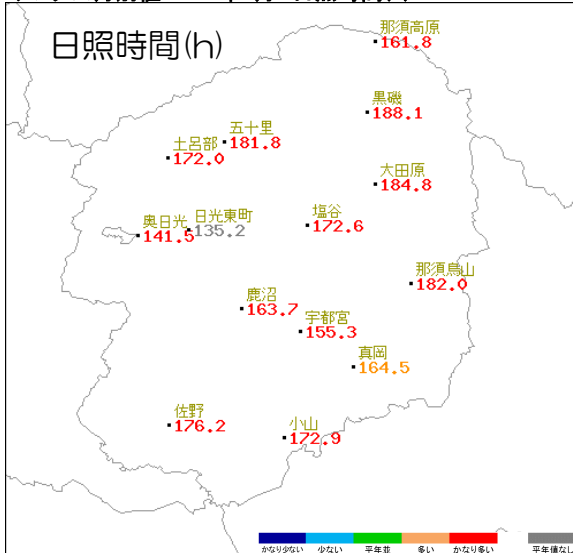 日照時間(h)
那須高原
161.8
黒磯
188.1
五十里
181.8
土呂部
172.0
大田原
184.8
塩谷
172.6
日光東町
135.2
奥日光
141.5
那須烏山
182.0
鹿沼
163.7
宇都宮
155.3
真岡
164.5
佐野
176.2
小山
172.9
かなり少ない 少ない 平年並 多い かなり多い 平年値なし